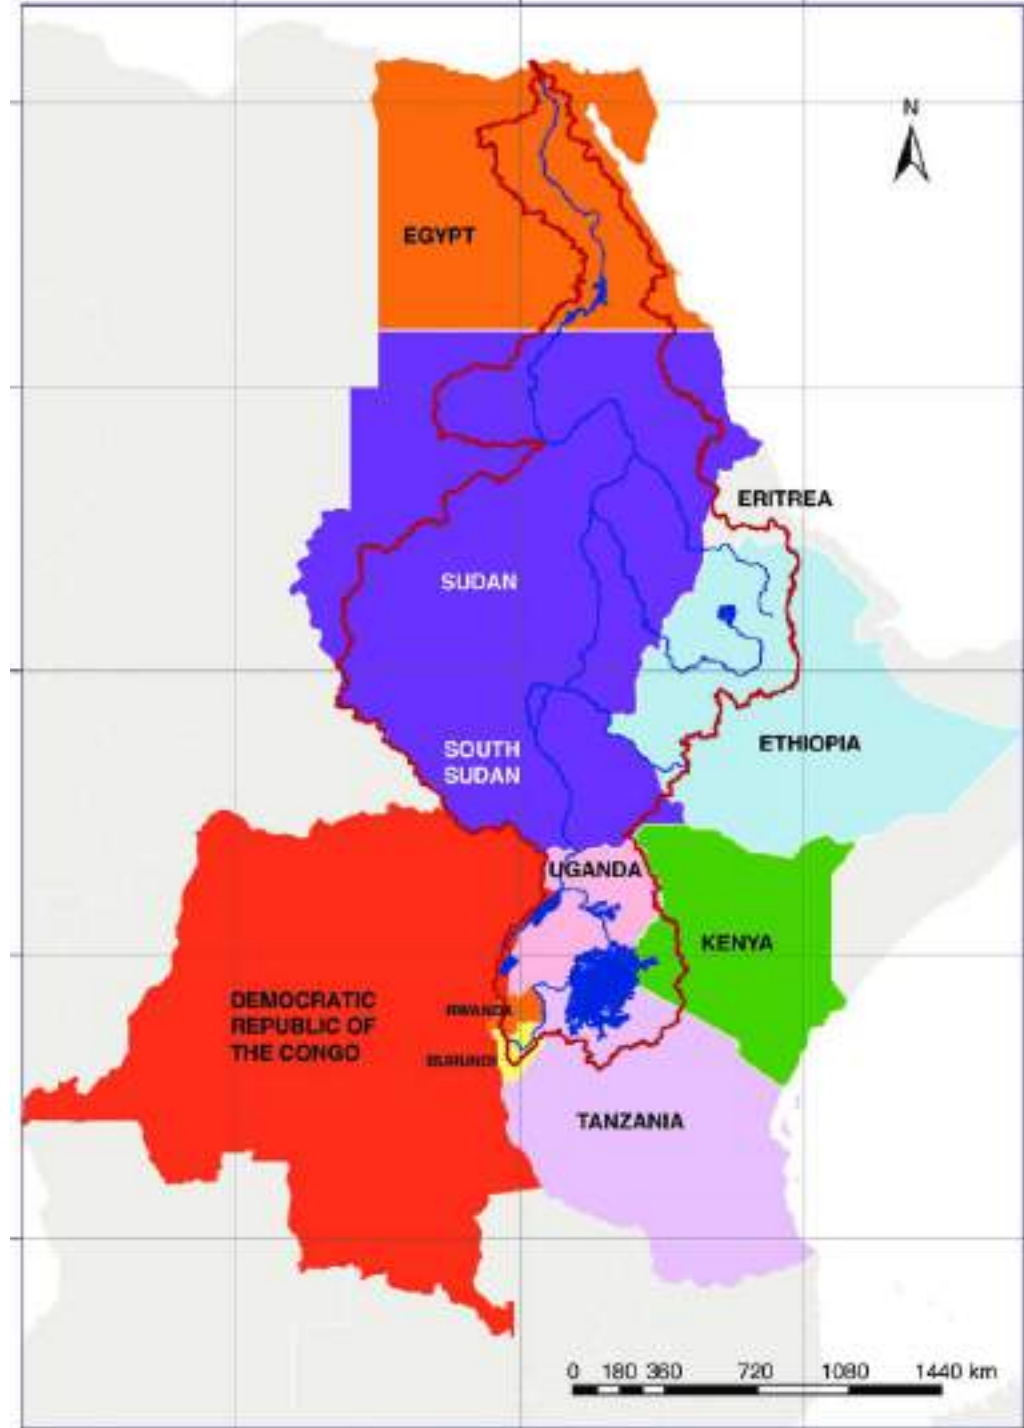 N
EGYPT
ERITREA
SUDAN
SOUTH
SUDAN
ETHIOPIA
UGANDA
KENYA
DEMOCRATIC
REPUBLIC OF
THE CONGO
RWANDA
BURUNDI
TANZANIA
0 180 360 720 1080 1440 km